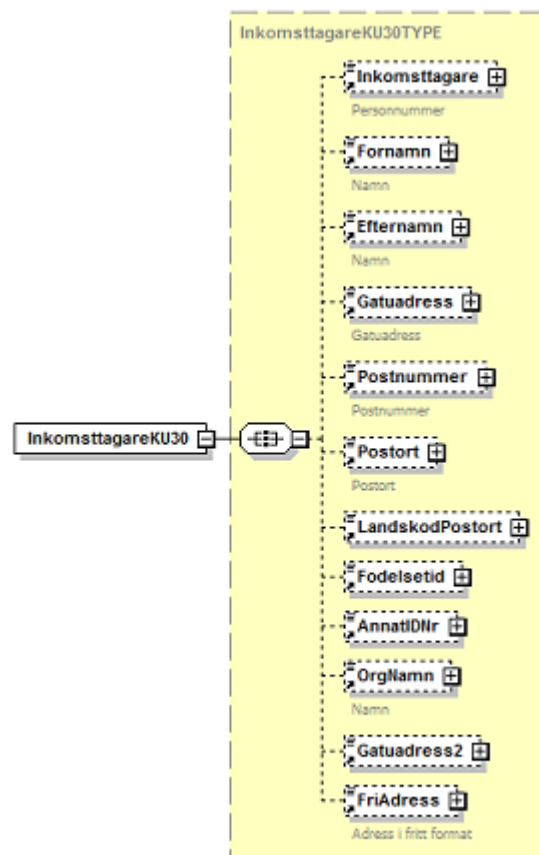 InkomsttagareKU30TYPE
Inkomsttagare
Personnummer
Fornamn
Namn
Efternamn
Namn
Gatuadress
Gatuadress
Postnummer
Postnummer
InkomsttagareKU30
Postort
Postort
LandskodPostort
Fodelsetid
AnnatIDNr
OrgNamn
Namn
Gatuadress2
FriAdress
Adress i fritt format